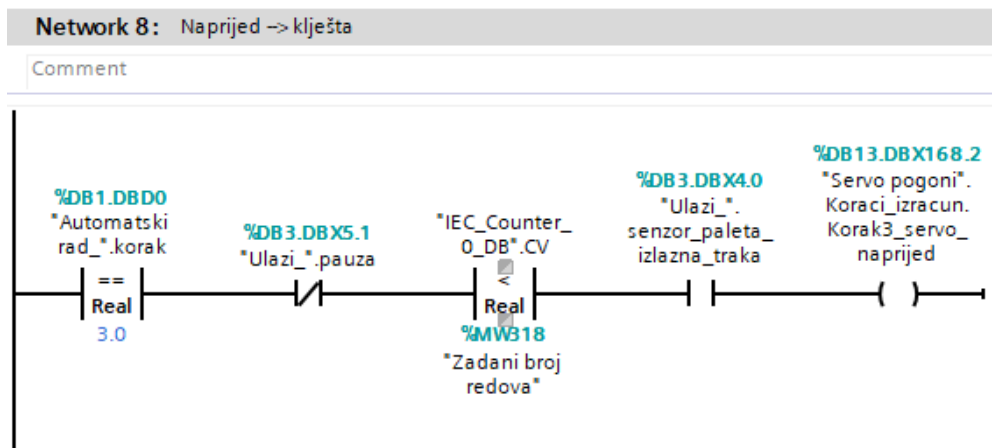 Network 8: Naprijed --> klješta
Comment
%DB1.DBD0
"Automatski
rad_".korak
==
Real
3.0
%DB3.DBX5.1
"Ulazi_".pauza
"IEC_Counter_
0_DB".CV
<
Real
%MW318
"Zadani broj
redova"
%DB3.DBX4.0
"Ulazi_".
senzor_paleta_
izlazna_traka
%DB13.DBX168.2
"Servo pogoni".
Koraci_izracun.
Korak3_servo_
naprijed